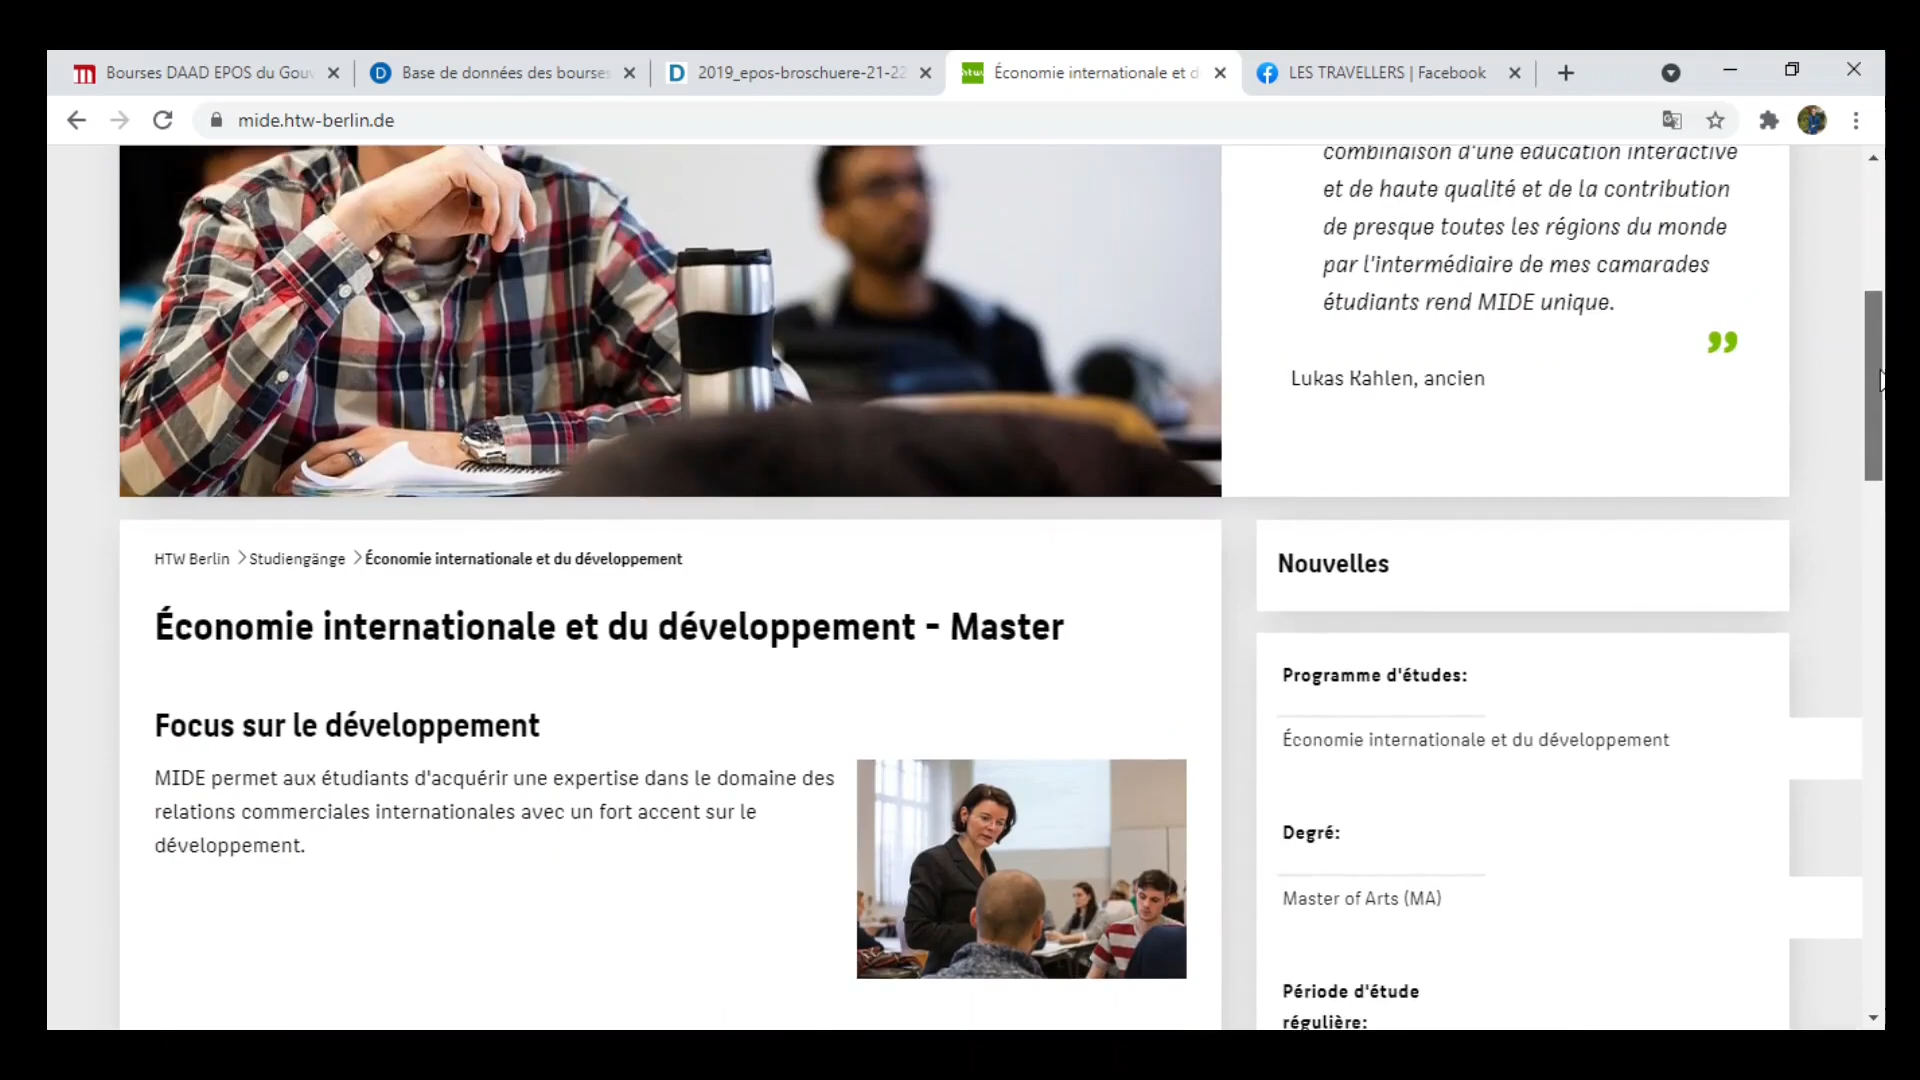 Bourses DAAD EPOS du Gouv
Base de données des bourses
2019_epos-broschuere-21-22
htw
Économie internationale et d
LES TRAVELLERS | Facebook
mide.htw-berlin.de
combinaison d'une éducation interactive
et de haute qualité et de la contribution
de presque toutes les régions du monde
par l'intermédiaire de mes camarades
étudiants rend MIDE unique.
”
Lukas Kahlen, ancien
HTW Berlin >Studiengänge >Économie internationale et du développement
Économie internationale et du développement - Master
Focus sur le développement
MIDE permet aux étudiants d'acquérir une expertise dans le domaine des
relations commerciales internationales avec un fort accent sur le
développement.
Nouvelles
Programme d'études:
Économie internationale et du développement
Degré:
Master of Arts (MA)
Période d'étude
régulière: